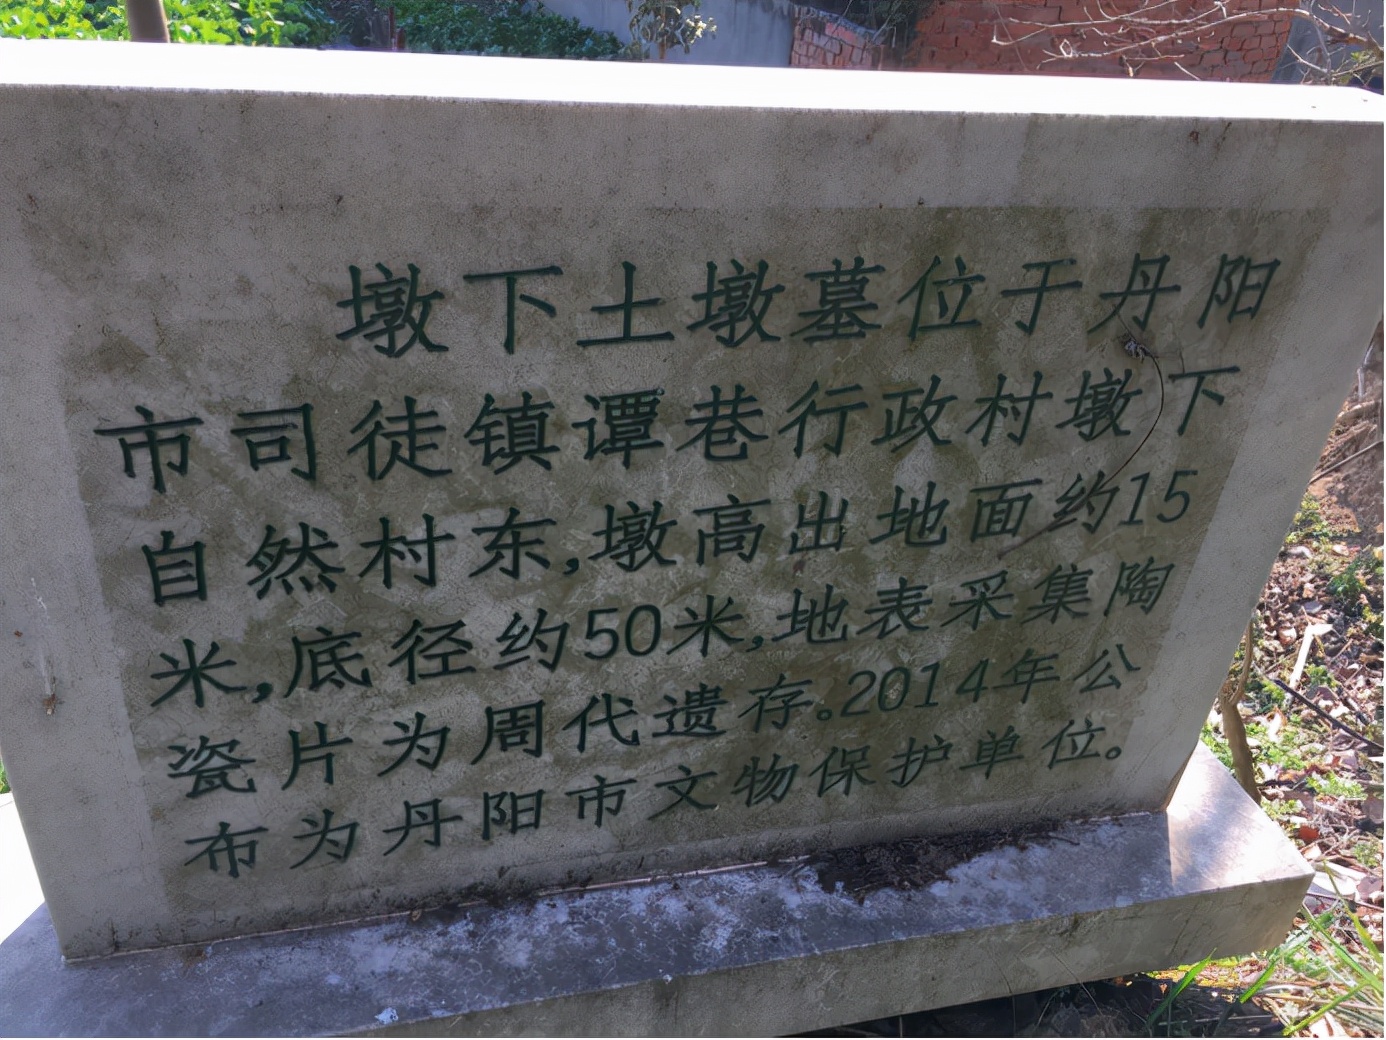 墩下土墩墓位于丹阳
市司徒镇谭巷行政村墩下
自然村东,墩高出地面约15
米,底径约50米,地表采集陶
瓷片为周代遗存。2014年公
布为丹阳市文物保护单位。